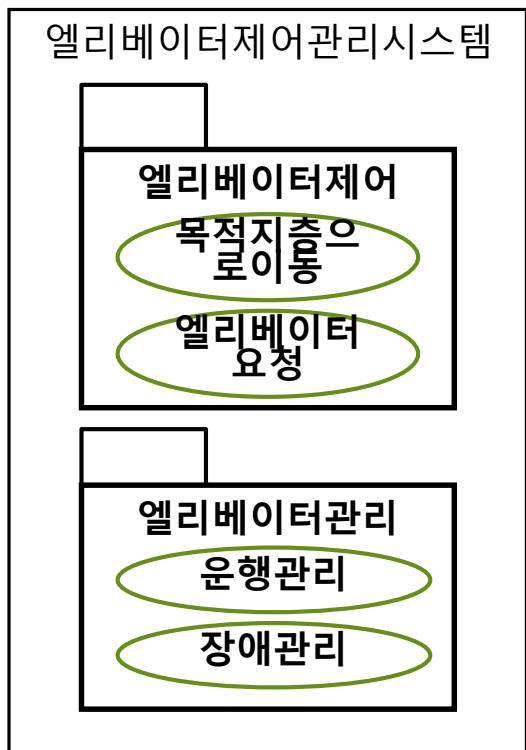 엘리베이터제어관리시스템
엘리베이터제어
목적지층으
로이동
엘리베이터
요청
엘리베이터관리
운행관리
장애관리